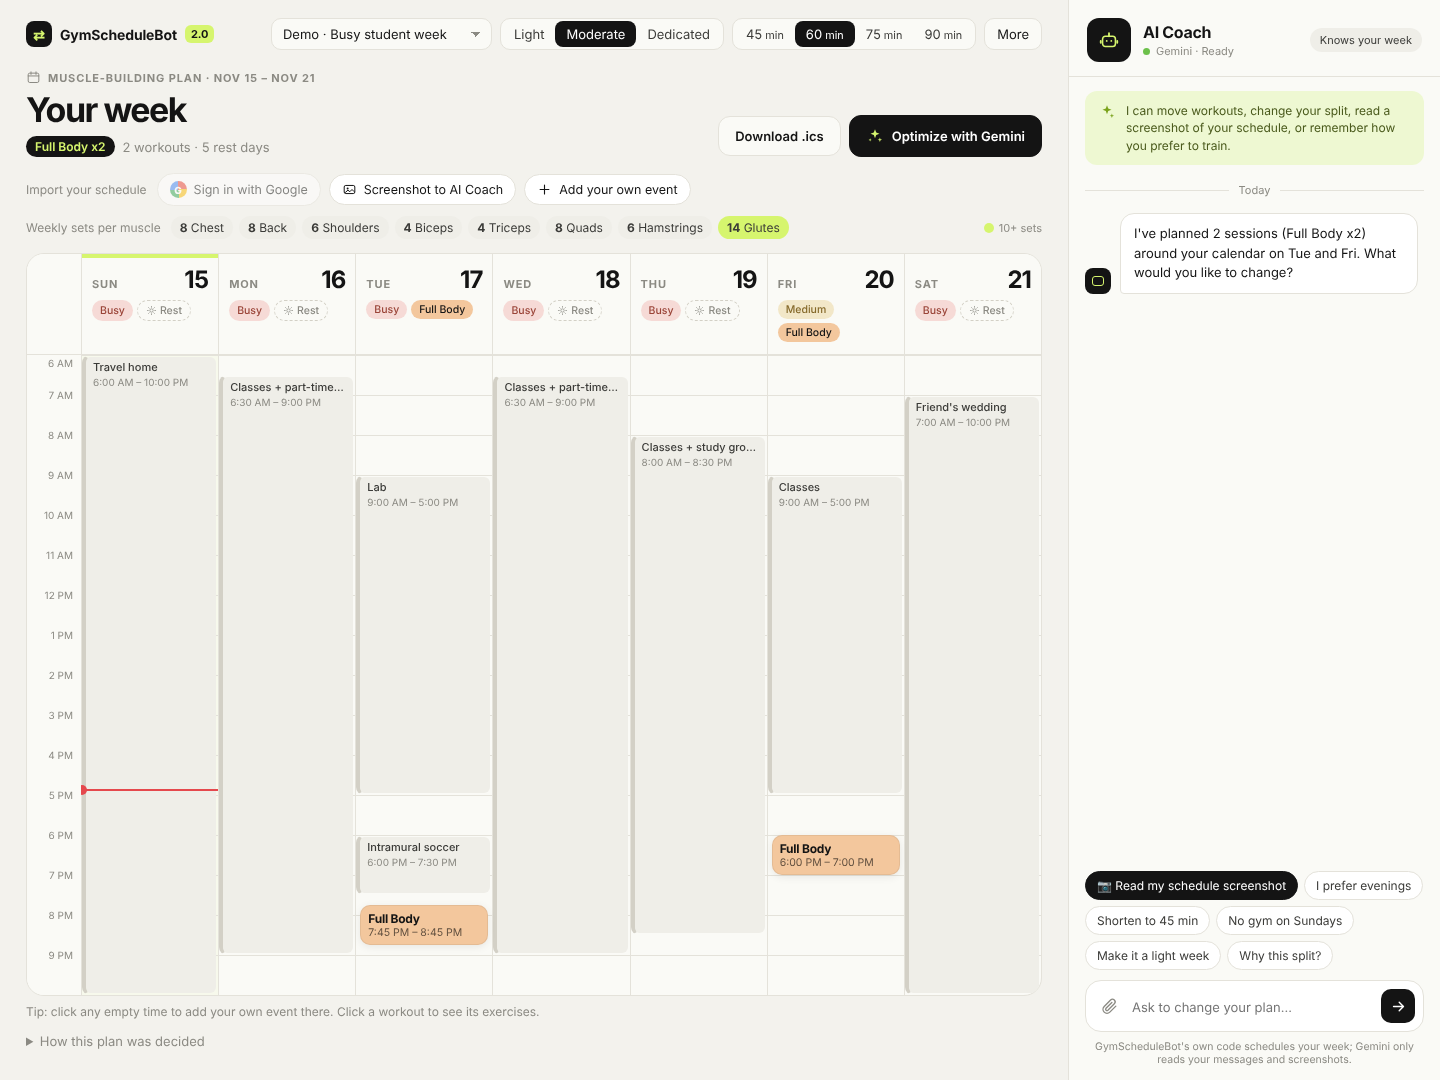 GymScheduleBot 2.0
Demo · Busy student week
Light Moderate Dedicated
45 min 60 min 75 min 90 min
More
MUSCLE-BUILDING PLAN · NOV 15 – NOV 21
Your week
Full Body x2 2 workouts · 5 rest days
Download .ics
Optimize with Gemini
Import your schedule
G Sign in with Google
Screenshot to AI Coach
Add your own event
Weekly sets per muscle
8 Chest
8 Back
6 Shoulders
4 Biceps
4 Triceps
8 Quads
6 Hamstrings
14 Glutes
10+ sets
SUN 15
Busy Rest
MON 16
Busy Rest
TUE 17
Busy Full Body
WED 18
Busy Rest
THU 19
Busy Rest
FRI 20
Medium
Full Body
SAT 21
Busy Rest
6 AM
7 AM
8 AM
9 AM
10 AM
11 AM
12 PM
1 PM
2 PM
3 PM
4 PM
5 PM
6 PM
7 PM
8 PM
9 PM
Travel home
6:00 AM – 10:00 PM
Classes + part-time...
6:30 AM – 9:00 PM
Lab
9:00 AM – 5:00 PM
Intramural soccer
6:00 PM – 7:30 PM
Full Body
7:45 PM – 8:45 PM
Classes + part-time...
6:30 AM – 9:00 PM
Classes + study gro...
8:00 AM – 8:30 PM
Classes
9:00 AM – 5:00 PM
Full Body
6:00 PM – 7:00 PM
Friend's wedding
7:00 AM – 10:00 PM
Tip: click any empty time to add your own event there. Click a workout to see its exercises.
How this plan was decided
AI Coach
Gemini · Ready
Knows your week
I can move workouts, change your split, read a
screenshot of your schedule, or remember how
you prefer to train.
Today
I've planned 2 sessions (Full Body x2)
around your calendar on Tue and Fri. What
would you like to change?
Read my schedule screenshot
I prefer evenings
Shorten to 45 min
No gym on Sundays
Make it a light week
Why this split?
Ask to change your plan...
GymScheduleBot's own code schedules your week; Gemini only
reads your messages and screenshots.